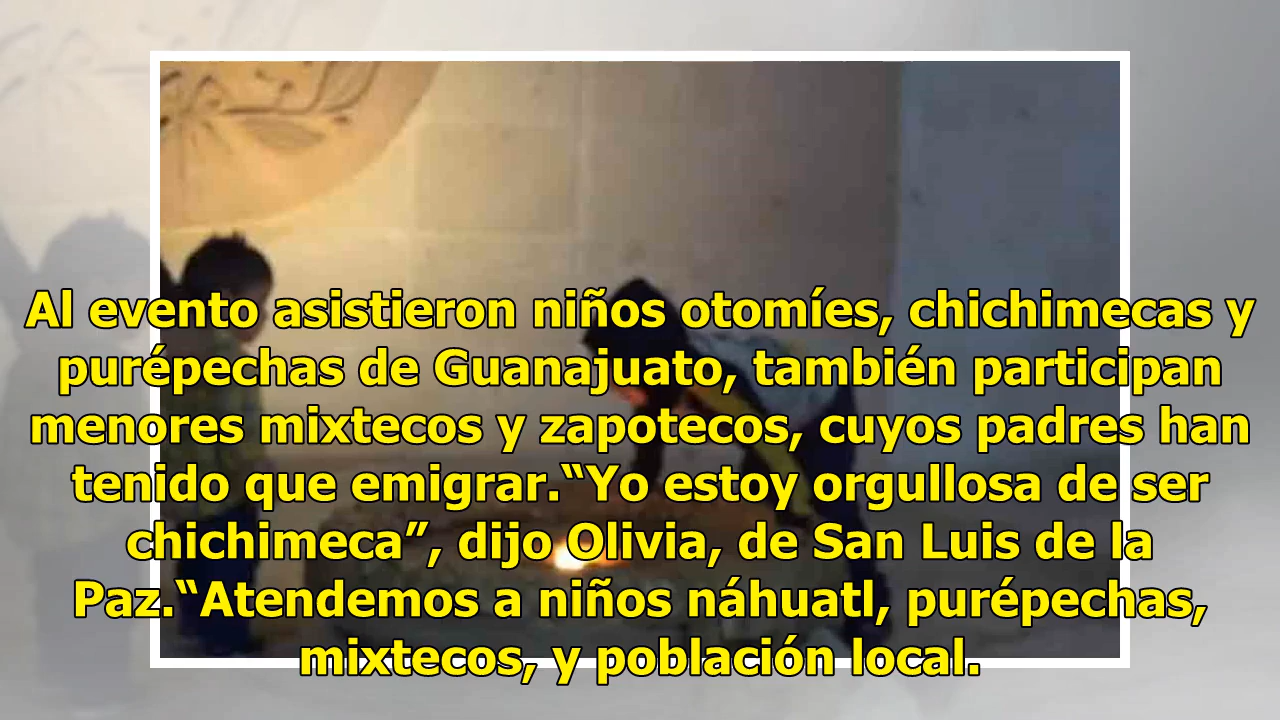 Al evento asistieron niños otomíes, chichimecas y
purépechas de Guanajuato, también participan
menores mixtecos y zapotecos, cuyos padres han
tenido que emigrar.“Yo estoy orgullosa de ser
chichimeca”, dijo Olivia, de San Luis de la
Paz.“Atendemos a niños náhuatl, purépechas,
mixtecos, y población local.